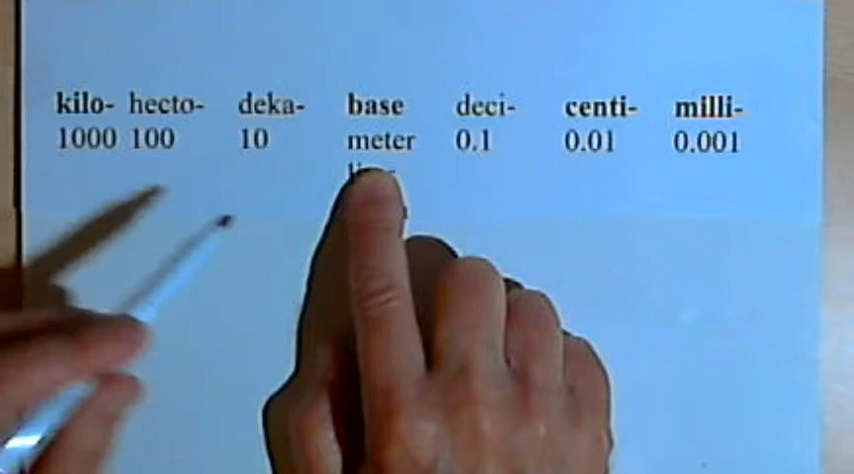 kilo- hecto- deka- base deci- centi- milli-
1000 100 10 meter 0.1 0.01 0.001